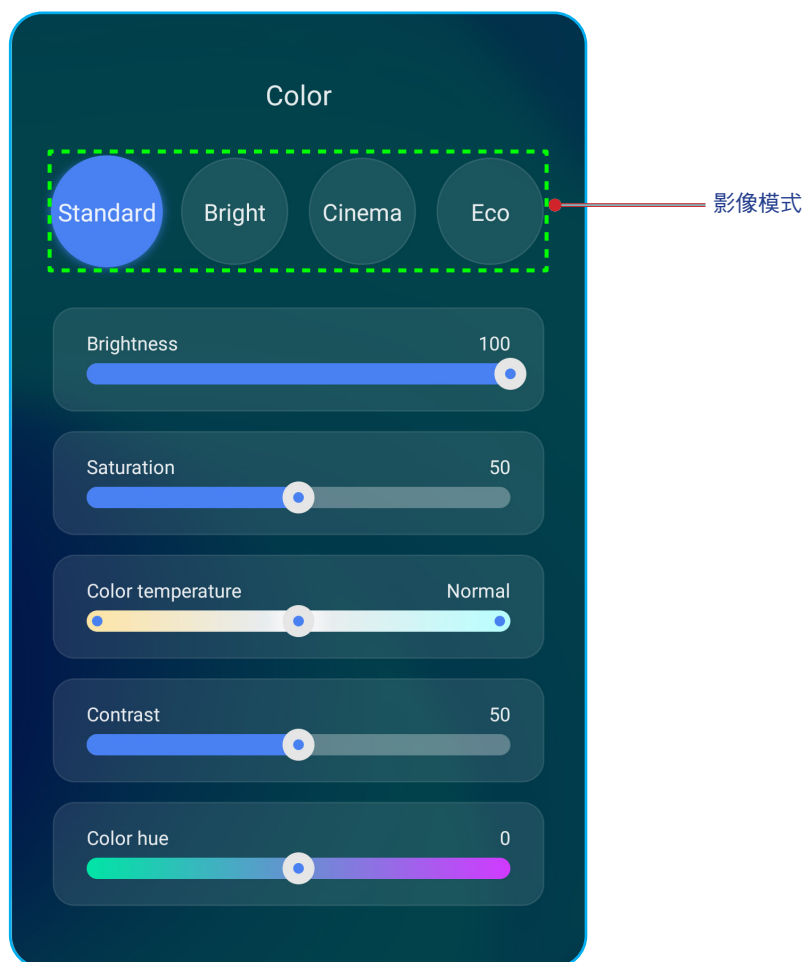 Color
Standard Bright Cinema Eco
影像模式
Brightness 100
Saturation 50
Color temperature Normal
Contrast 50
Color hue 0